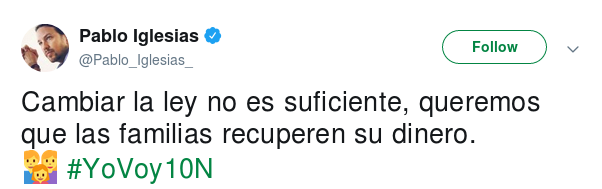 Pablo Iglesias
@Pablo_Iglesias_
Follow
Cambiar la ley no es suficiente, queremos
que las familias recuperen su dinero.
👨‍👩‍👧 #YoVoy10N